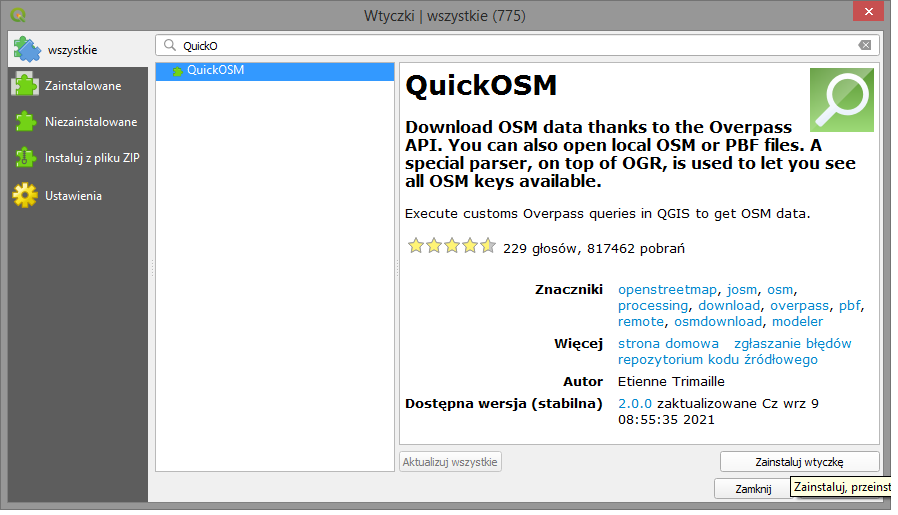 Wtyczki | wszystkie (775)
wszystkie
Zainstalowane
Niezainstalowane
Instaluj z pliku ZIP
Ustawienia
QuickO
QuickOSM
QuickOSM
Download OSM data thanks to the Overpass
API. You can also open local OSM or PBF files. A
special parser, on top of OGR, is used to let you see
all OSM keys available.
Execute customs Overpass queries in QGIS to get OSM data.
229 głosów, 817462 pobrań
Znaczniki openstreetmap, josm, osm,
processing, download, overpass, pbf,
remote, osmdownload, modeler
Więcej strona domowa zgłaszanie błędów
repozytorium kodu źródłowego
Autor Etienne Trimaille
Dostępna wersja (stabilna) 2.0.0 zaktualizowane Cz wrz 9
08:55:35 2021
Aktualizuj wszystkie
Zainstaluj wtyczkę
Zamknij
Zainstaluj, przeinst